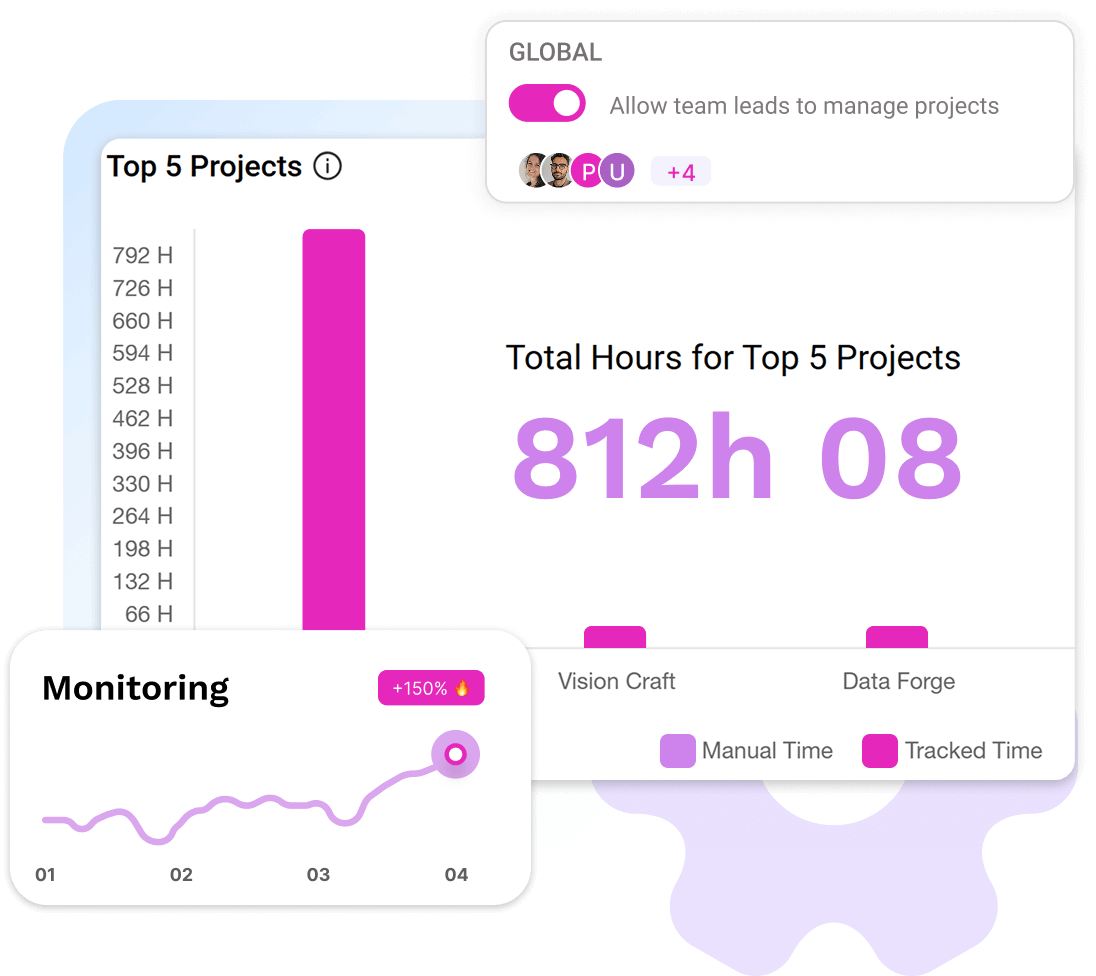 GLOBAL
Allow team leads to manage projects
P U +4
Top 5 Projects
792 H
726 H
660 H
594 H
528 H
462 H
396 H
330 H
264 H
198 H
132 H
66 H
Total Hours for Top 5 Projects
812h 08
Vision Craft Data Forge
Manual Time Tracked Time
Monitoring +150% 🔥
01 02 03 04